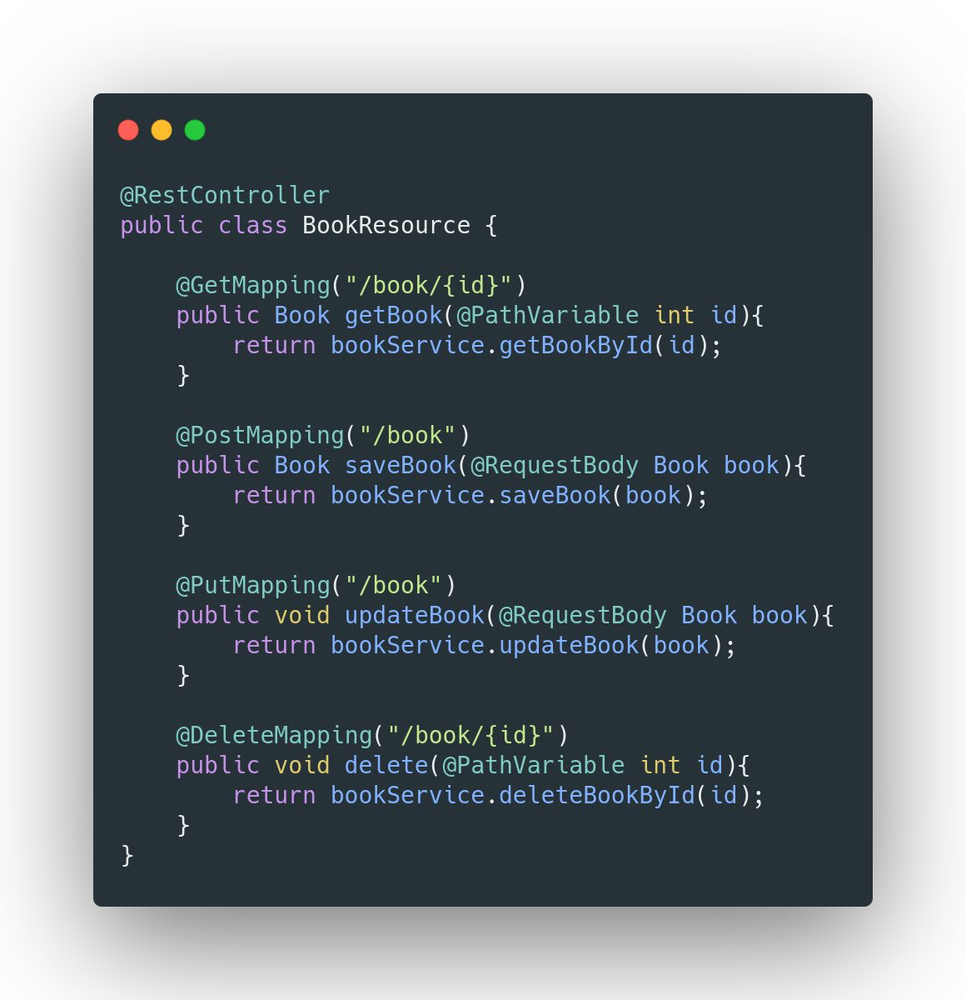 @RestController
public class BookResource {

    @GetMapping("/book/{id}")
    public Book getBook(@PathVariable int id){
        return bookService.getBookById(id);
    }

    @PostMapping("/book")
    public Book saveBook(@RequestBody Book book){
        return bookService.saveBook(book);
    }

    @PutMapping("/book")
    public void updateBook(@RequestBody Book book){
        return bookService.updateBook(book);
    }

    @DeleteMapping("/book/{id}")
    public void delete(@PathVariable int id){
        return bookService.deleteBookById(id);
    }
}